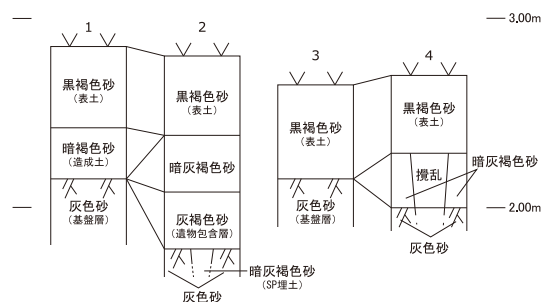 3.00m
1
2
3
4
黒褐色砂
(表土)
黒褐色砂
(表土)
黒褐色砂
(表土)
黒褐色砂
(表土)
暗褐色砂
(造成土)
暗灰褐色砂
攪乱
暗灰褐色砂
灰色砂
(基盤層)
灰褐色砂
(遺物包含層)
灰色砂
(基盤層)
2.00m
灰色砂
暗灰褐色砂
(SP埋土)
灰色砂